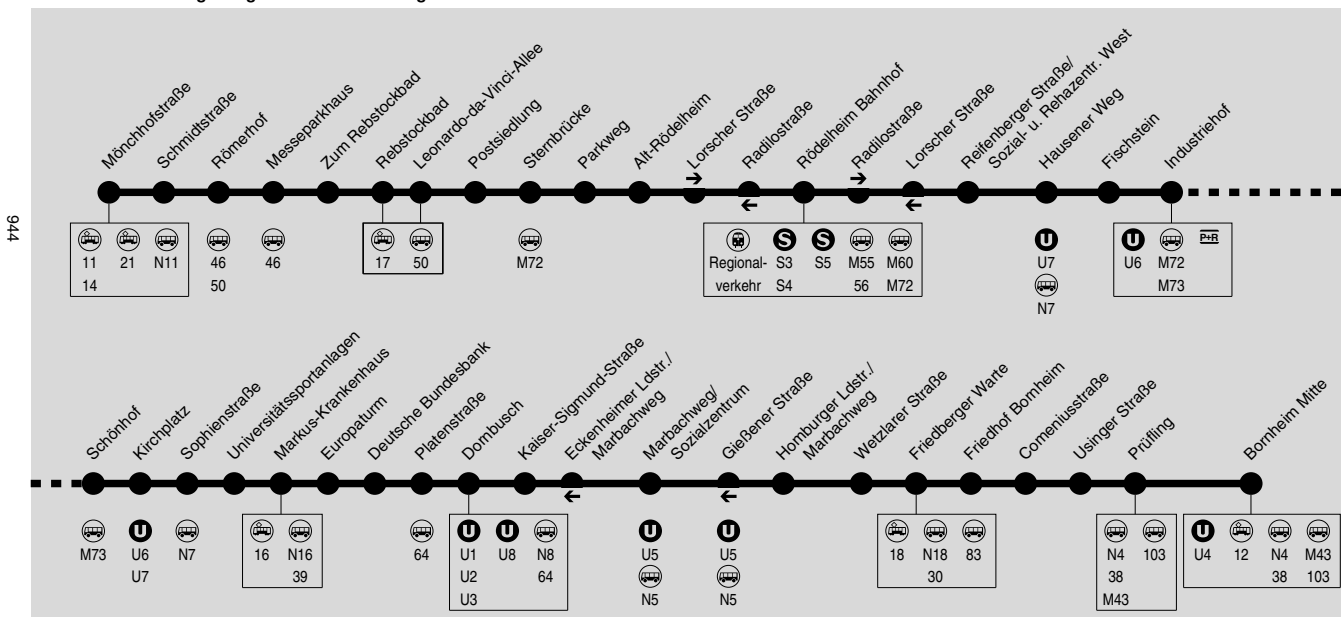 944
Mönchhofstraße
Schmidtstraße
Römerhof
Messeparkhaus
Zum Rebstockbad
Rebstockbad
Leonardo-da-Vinci-Allee
Postsiedlung
Sternbrücke
Parkweg
Alt-Rödelheim
Lorscher Straße
Radilostraße
Rödelheim Bahnhof
Radilostraße
Lorscher Straße
Reifenberger Straße/
Sozial- u. Rehazentr. West
Hausener Weg
Fischstein
Industriehof
11 21 N11
14
46
50
46
17 50
M72
Regional- S3 S5 M55 M60
verkehr S4 56 M72
U
U7
N7
U P+R
U6 M72
M73
Schönhof
Kirchplatz
Sophienstraße
Universitätssportanlagen
Markus-Krankenhaus
Europaturm
Deutsche Bundesbank
Platenstraße
Dornbusch
Kaiser-Sigmund-Straße
Eckenheimer Ldstr./
Marbachweg
Marbachweg/
Sozialzentrum
Gießener Straße
Homburger Ldstr./
Marbachweg
Wetzlarer Straße
Friedberger Warte
Friedhof Bornheim
Comeniusstraße
Usinger Straße
Prüfling
Bornheim Mitte
M73
U
U6
U7
N7
16 N16
39
64
U U
U1 U8 N8
U2 64
U3
U
U5
N5
U
U5
N5
18 N18 83
30
N4 103
38
M43
U
U4 12 N4 M43
38 103